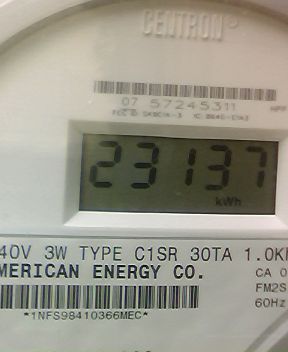 CENTRON®
07 57245311
23137
kWh
40V 3W TYPE C1SR 30TA 1.0K
MERICAN ENERGY CO.
CA 0
FM2S
60Hz
*1NFS98410366MEC*